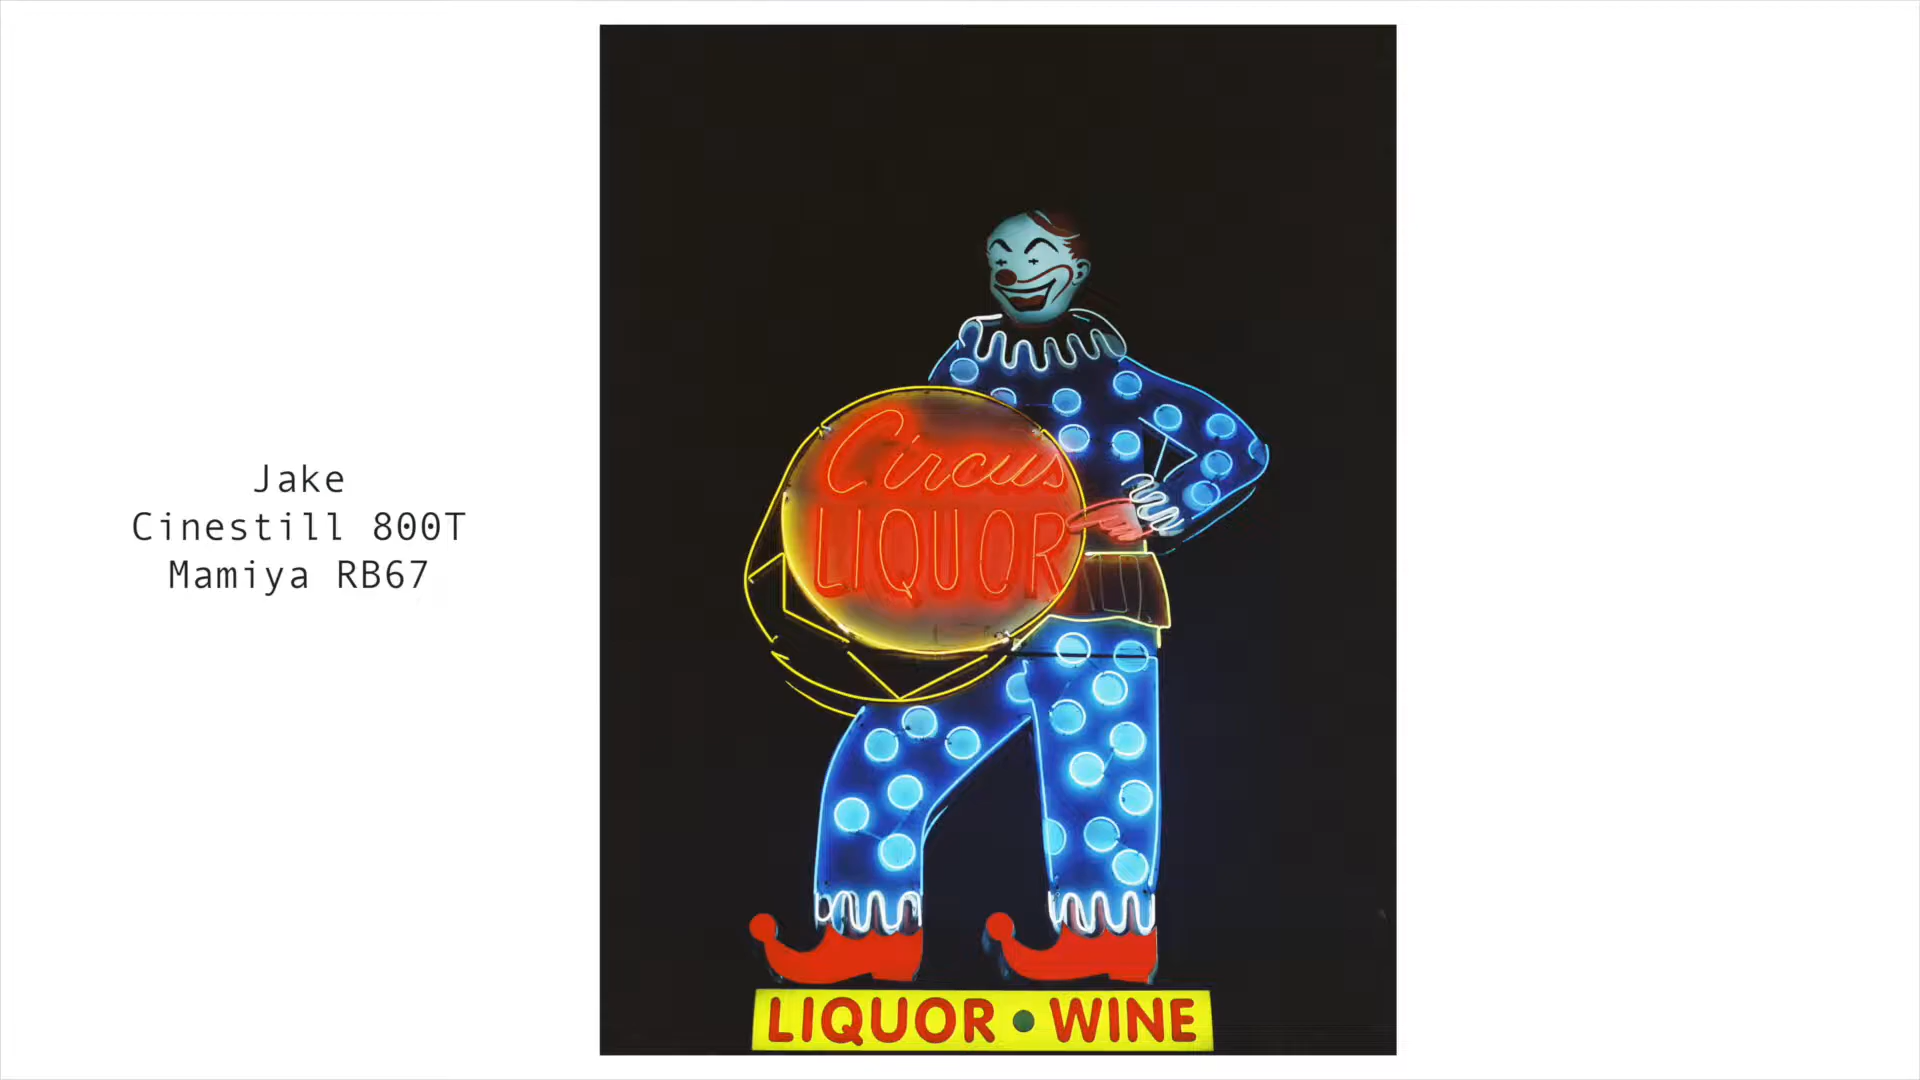 Jake
Cinestill 800T
Mamiya RB67
Circus
LIQUOR
LIQUOR • WINE